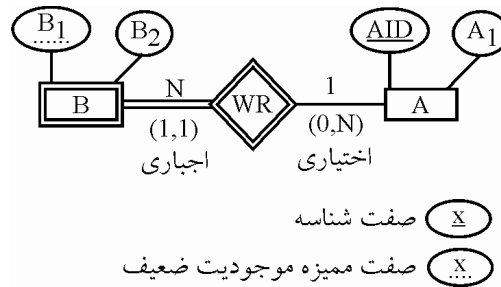 B1 B2 AID A1
B N WR 1 A
(1,1) (0,N)
اجباری اختیاری
صفت شناسه x
صفت ممیزه موجودیت ضعیف x